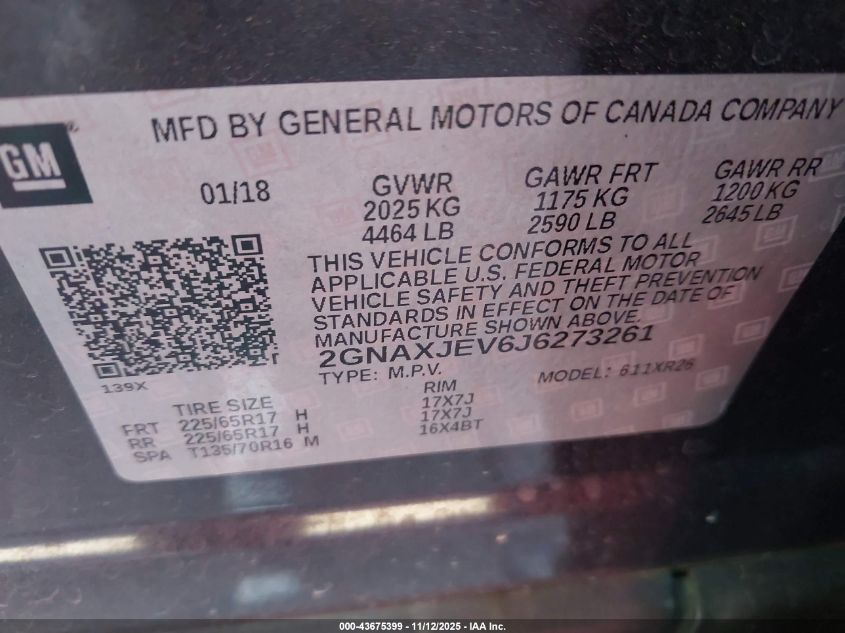 MFD BY GENERAL MOTORS OF CANADA COMPANY
GM
01/18
GVWR
2025 KG
4464 LB
GAWR FRT
1175 KG
2590 LB
GAWR RR
1200 KG
2645 LB
THIS VEHICLE CONFORMS TO ALL
APPLICABLE U.S. FEDERAL MOTOR
VEHICLE SAFETY AND THEFT PREVENTION
STANDARDS IN EFFECT ON THE DATE OF
MANUFACTURE SHOWN ABOVE.
2GNAXJEV6J6273261
TYPE: M.P.V. MODEL: 611XR26
139X
TIRE SIZE RIM
FRT 225/65R17 H 17X7J
RR 225/65R17 H 17X7J
SPA T135/70R16 M 16X4BT
000-43675399 - 11/12/2025 - IAA Inc.